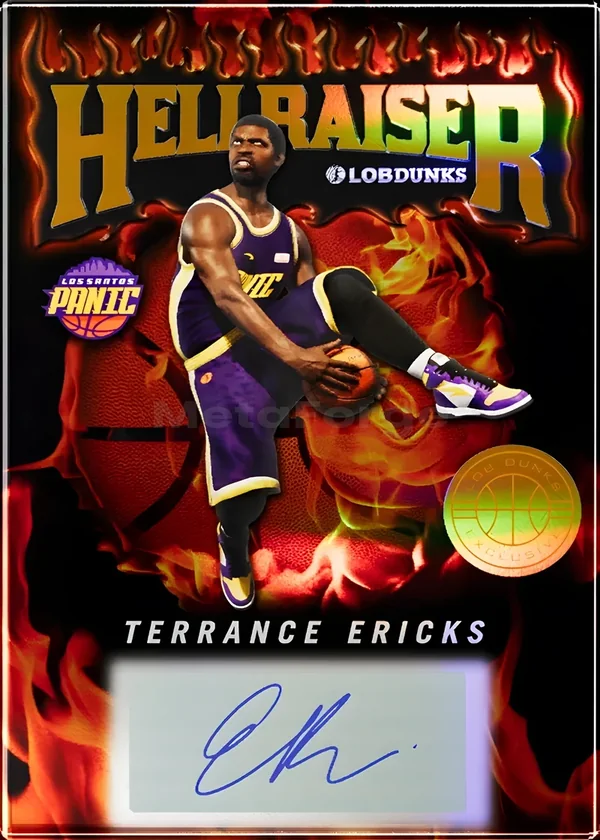 HELLRAISER
LOBDUNKS
LOS SANTOS
PANIC
LOB DUNKS
EXCLUSIVE
TERRANCE ERICKS